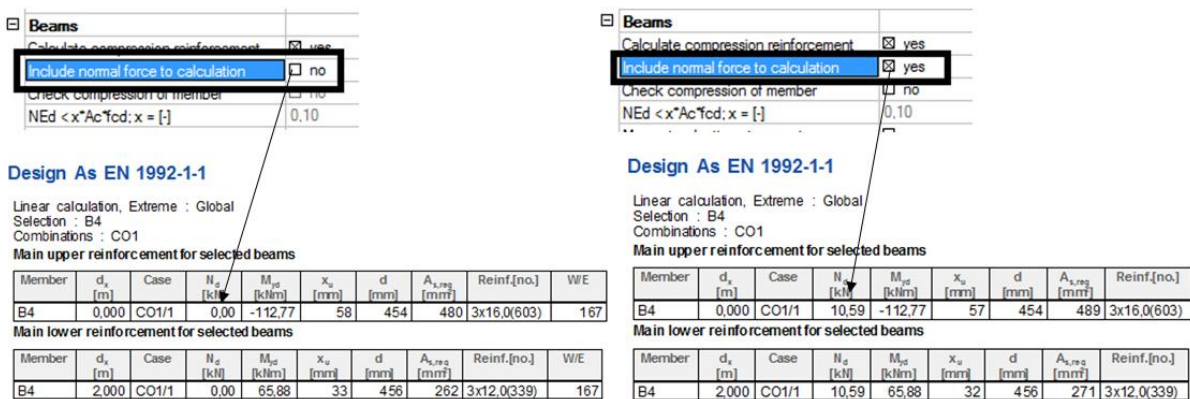 Beams
Calculate compression reinforcement yes
Include normal force to calculation no
Check compression of member no
NEd < x*Ac*fcd; x = [-] 0,10
Design As EN 1992-1-1
Linear calculation, Extreme : Global
Selection : B4
Combinations : CO1
Main upper reinforcement for selected beams
Member dx [m] Case Nd [kN] Myd [kNm] xu [mm] d [mm] As,req [mm²] Reinf.[no.] W/E
B4 0,000 CO1/1 0,00 -112,77 58 454 480 3x16,0(603) 167
Main lower reinforcement for selected beams
Member dx [m] Case Nd [kN] Myd [kNm] xu [mm] d [mm] As,req [mm²] Reinf.[no.] W/E
B4 2,000 CO1/1 0,00 65,88 33 456 262 3x12,0(339) 167
Beams
Calculate compression reinforcement yes
Include normal force to calculation yes
Check compression of member no
NEd < x*Ac*fcd; x = [-] 0,10
Design As EN 1992-1-1
Linear calculation, Extreme : Global
Selection : B4
Combinations : CO1
Main upper reinforcement for selected beams
Member dx [m] Case Nd [kN] Myd [kNm] xu [mm] d [mm] As,req [mm²] Reinf.[no.]
B4 0,000 CO1/1 10,59 -112,77 57 454 489 3x16,0(603)
Main lower reinforcement for selected beams
Member dx [m] Case Nd [kN] Myd [kNm] xu [mm] d [mm] As,req [mm²] Reinf.[no.]
B4 2,000 CO1/1 10,59 65,88 32 456 271 3x12,0(339)